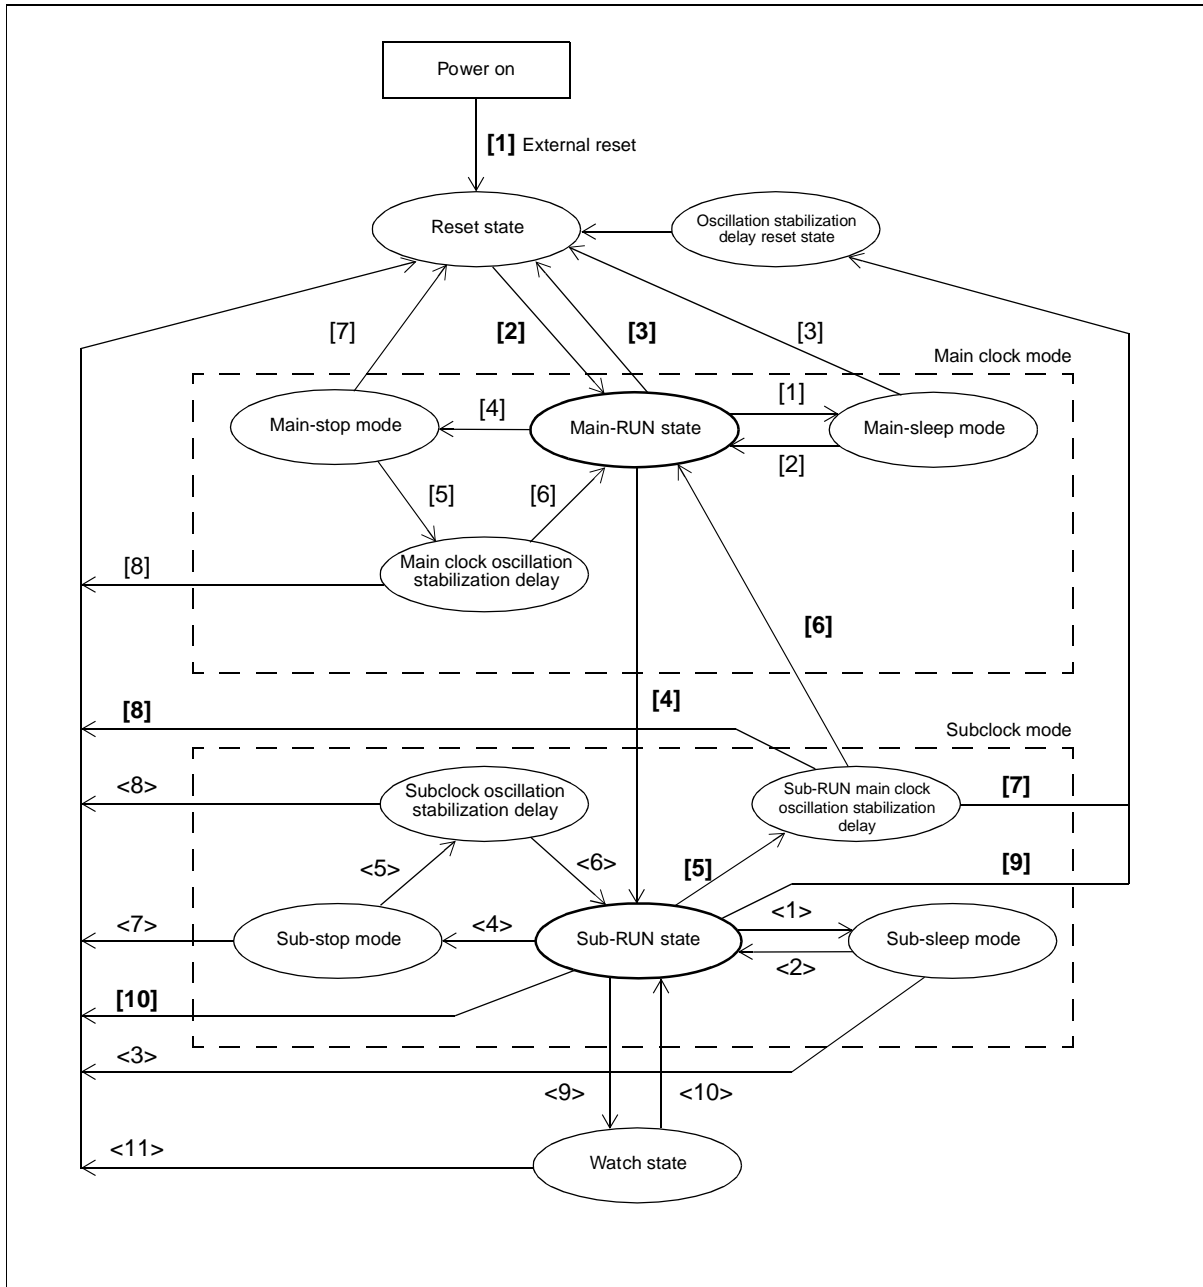 Power on
[1] External reset
Reset state
Oscillation stabilization
delay reset state
[7]
[2]
[3]
[3]
Main clock mode
Main-stop mode
[4]
Main-RUN state
[1]
[2]
Main-sleep mode
[5]
[6]
Main clock oscillation
stabilization delay
[8]
[6]
[4]
[8]
Subclock mode
<8>
Subclock oscillation
stabilization delay
Sub-RUN main clock
oscillation stabilization
delay
[7]
<5>
<6>
[5]
[9]
<7>
Sub-stop mode
<4>
Sub-RUN state
<1>
<2>
Sub-sleep mode
[10]
<3>
<9>
<10>
<11>
Watch state